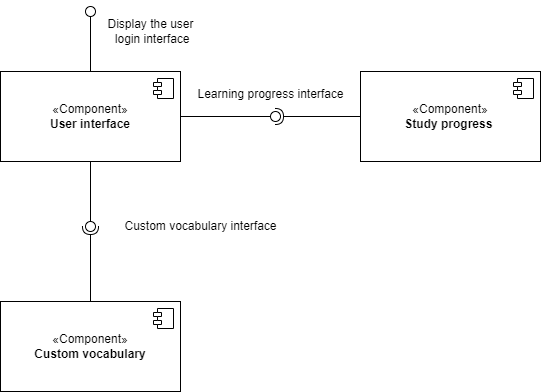 Display the user
login interface
«Component»
User interface
Learning progress interface
«Component»
Study progress
Custom vocabulary interface
«Component»
Custom vocabulary